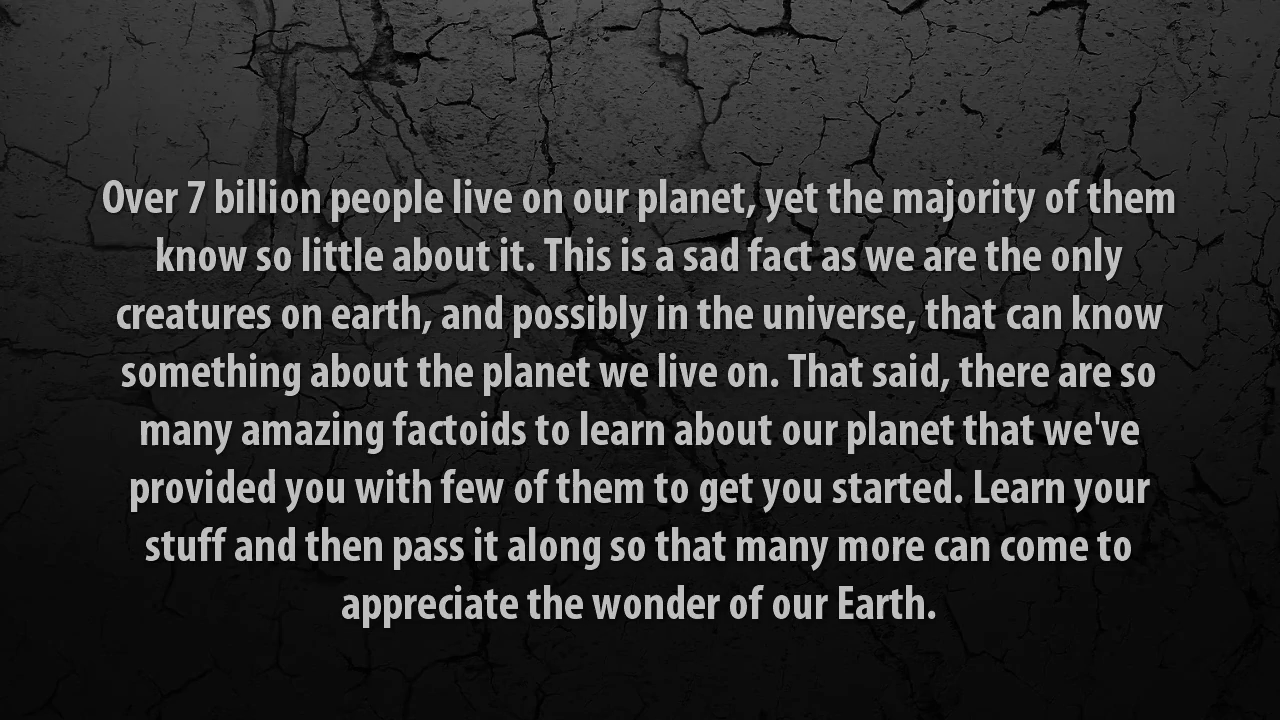 Over 7 billion people live on our planet, yet the majority of them
know so little about it. This is a sad fact as we are the only
creatures on earth, and possibly in the universe, that can know
something about the planet we live on. That said, there are so
many amazing factoids to learn about our planet that we've
provided you with few of them to get you started. Learn your
stuff and then pass it along so that many more can come to
appreciate the wonder of our Earth.